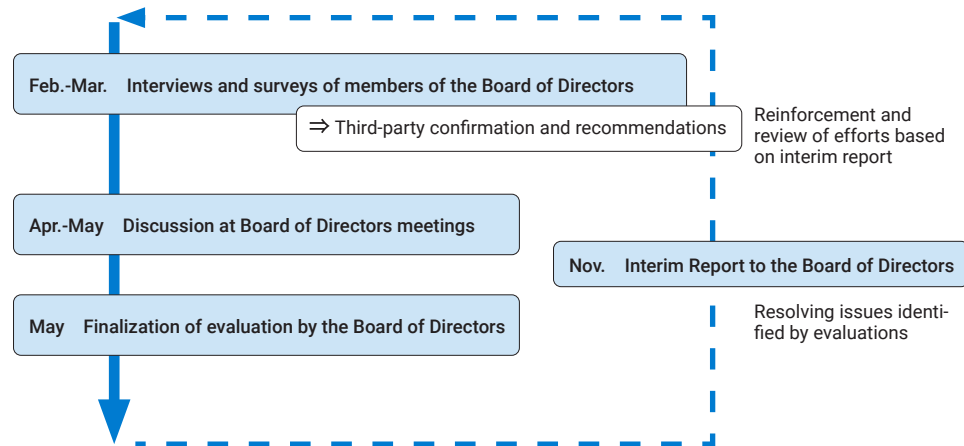 Feb.-Mar. Interviews and surveys of members of the Board of Directors
⇒ Third-party confirmation and recommendations
Reinforcement and
review of efforts based
on interim report
Apr.-May Discussion at Board of Directors meetings
Nov. Interim Report to the Board of Directors
May Finalization of evaluation by the Board of Directors
Resolving issues identi-
fied by evaluations